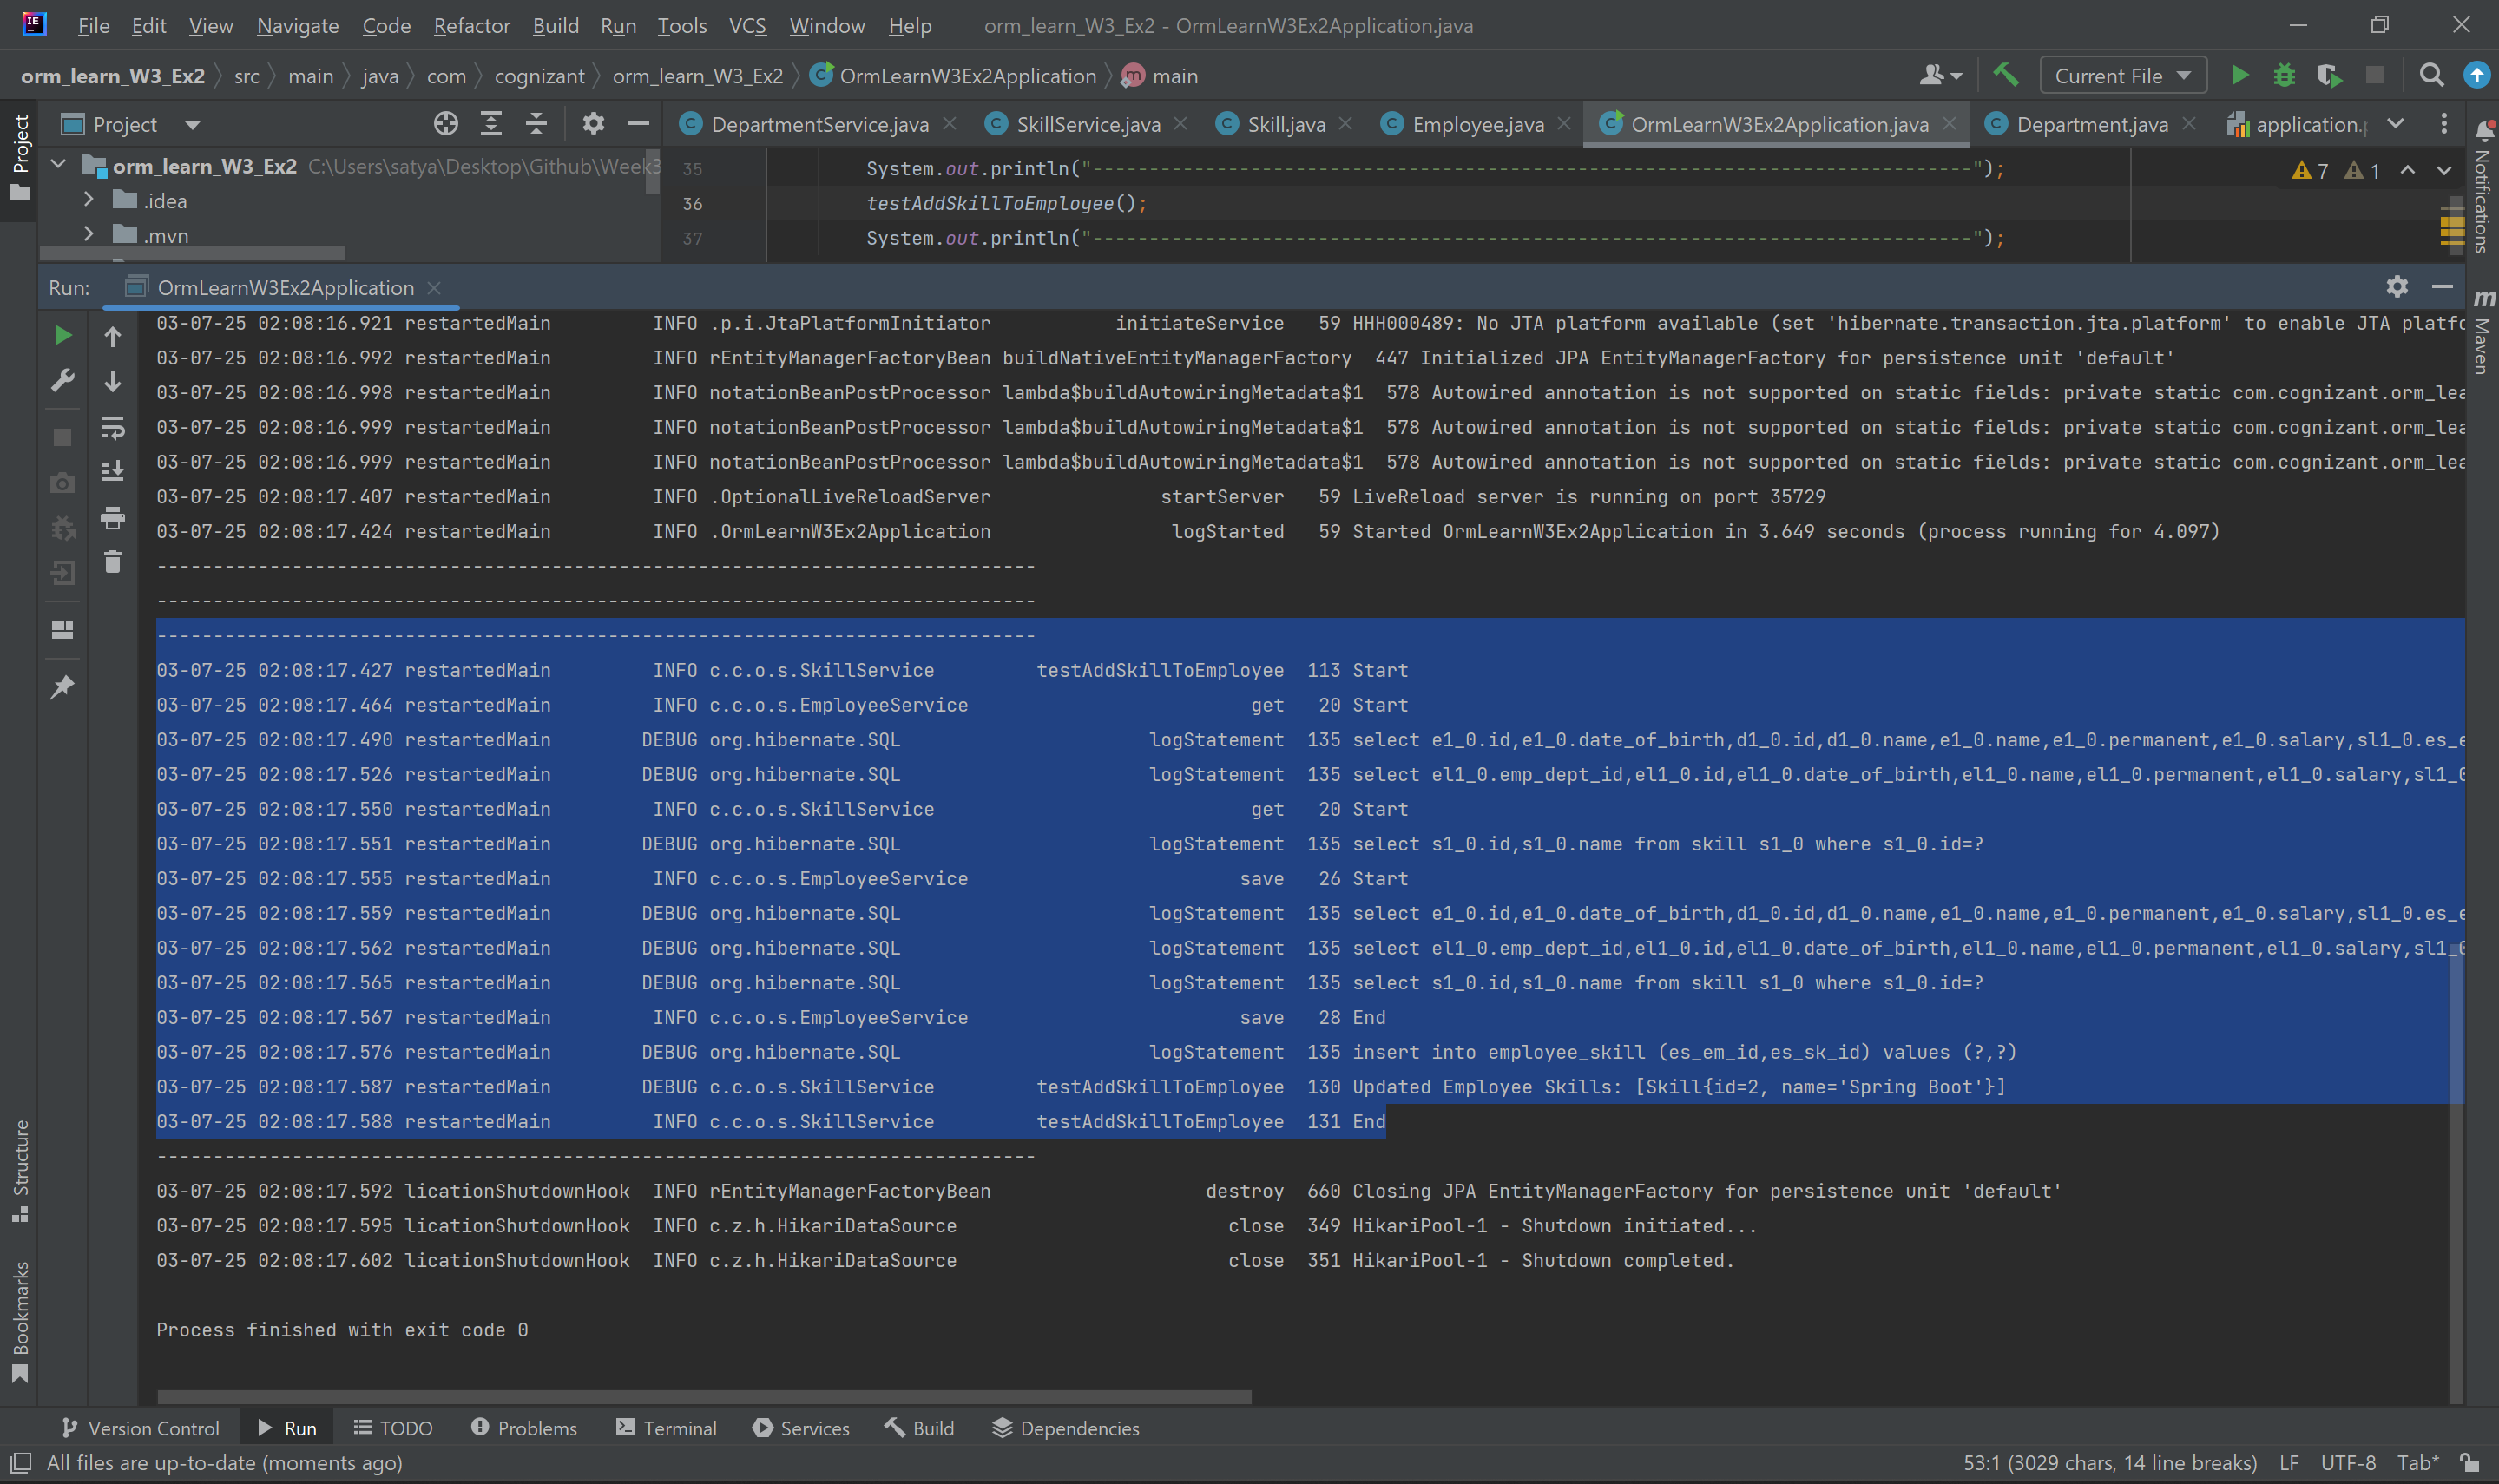 File Edit View Navigate Code Refactor Build Run Tools VCS Window Help orm_learn_W3_Ex2 - OrmLearnW3Ex2Application.java
orm_learn_W3_Ex2 src main java com cognizant orm_learn_W3_Ex2 OrmLearnW3Ex2Application main Current File
Project DepartmentService.java SkillService.java Skill.java Employee.java OrmLearnW3Ex2Application.java Department.java application.
orm_learn_W3_Ex2 C:\Users\satya\Desktop\Github\Week3
.idea
.mvn
35 System.out.println("------------------------------------------------------------------------------");
36 testAddSkillToEmployee();
37 System.out.println("------------------------------------------------------------------------------");
7 1
Project
Notifications
Maven
Run: OrmLearnW3Ex2Application
03-07-25 02:08:16.921 restartedMain INFO .p.i.JtaPlatformInitiator initiateService 59 HHH000489: No JTA platform available (set 'hibernate.transaction.jta.platform' to enable JTA platfo
03-07-25 02:08:16.992 restartedMain INFO rEntityManagerFactoryBean buildNativeEntityManagerFactory 447 Initialized JPA EntityManagerFactory for persistence unit 'default'
03-07-25 02:08:16.998 restartedMain INFO notationBeanPostProcessor lambda$buildAutowiringMetadata$1 578 Autowired annotation is not supported on static fields: private static com.cognizant.orm_lea
03-07-25 02:08:16.999 restartedMain INFO notationBeanPostProcessor lambda$buildAutowiringMetadata$1 578 Autowired annotation is not supported on static fields: private static com.cognizant.orm_lea
03-07-25 02:08:16.999 restartedMain INFO notationBeanPostProcessor lambda$buildAutowiringMetadata$1 578 Autowired annotation is not supported on static fields: private static com.cognizant.orm_lea
03-07-25 02:08:17.407 restartedMain INFO .OptionalLiveReloadServer startServer 59 LiveReload server is running on port 35729
03-07-25 02:08:17.424 restartedMain INFO .OrmLearnW3Ex2Application logStarted 59 Started OrmLearnW3Ex2Application in 3.649 seconds (process running for 4.097)
------------------------------------------------------------------------------
------------------------------------------------------------------------------
------------------------------------------------------------------------------
03-07-25 02:08:17.427 restartedMain INFO c.c.o.s.SkillService testAddSkillToEmployee 113 Start
03-07-25 02:08:17.464 restartedMain INFO c.c.o.s.EmployeeService get 20 Start
03-07-25 02:08:17.490 restartedMain DEBUG org.hibernate.SQL logStatement 135 select e1_0.id,e1_0.date_of_birth,d1_0.id,d1_0.name,e1_0.name,e1_0.permanent,e1_0.salary,sl1_0.es_e
03-07-25 02:08:17.526 restartedMain DEBUG org.hibernate.SQL logStatement 135 select el1_0.emp_dept_id,el1_0.id,el1_0.date_of_birth,el1_0.name,el1_0.permanent,el1_0.salary,sl1_0
03-07-25 02:08:17.550 restartedMain INFO c.c.o.s.SkillService get 20 Start
03-07-25 02:08:17.551 restartedMain DEBUG org.hibernate.SQL logStatement 135 select s1_0.id,s1_0.name from skill s1_0 where s1_0.id=?
03-07-25 02:08:17.555 restartedMain INFO c.c.o.s.EmployeeService save 26 Start
03-07-25 02:08:17.559 restartedMain DEBUG org.hibernate.SQL logStatement 135 select e1_0.id,e1_0.date_of_birth,d1_0.id,d1_0.name,e1_0.name,e1_0.permanent,e1_0.salary,sl1_0.es_e
03-07-25 02:08:17.562 restartedMain DEBUG org.hibernate.SQL logStatement 135 select el1_0.emp_dept_id,el1_0.id,el1_0.date_of_birth,el1_0.name,el1_0.permanent,el1_0.salary,sl1_0
03-07-25 02:08:17.565 restartedMain DEBUG org.hibernate.SQL logStatement 135 select s1_0.id,s1_0.name from skill s1_0 where s1_0.id=?
03-07-25 02:08:17.567 restartedMain INFO c.c.o.s.EmployeeService save 28 End
03-07-25 02:08:17.576 restartedMain DEBUG org.hibernate.SQL logStatement 135 insert into employee_skill (es_em_id,es_sk_id) values (?,?)
03-07-25 02:08:17.587 restartedMain DEBUG c.c.o.s.SkillService testAddSkillToEmployee 130 Updated Employee Skills: [Skill{id=2, name='Spring Boot'}]
03-07-25 02:08:17.588 restartedMain INFO c.c.o.s.SkillService testAddSkillToEmployee 131 End
------------------------------------------------------------------------------
03-07-25 02:08:17.592 licationShutdownHook INFO rEntityManagerFactoryBean destroy 660 Closing JPA EntityManagerFactory for persistence unit 'default'
03-07-25 02:08:17.595 licationShutdownHook INFO c.z.h.HikariDataSource close 349 HikariPool-1 - Shutdown initiated...
03-07-25 02:08:17.602 licationShutdownHook INFO c.z.h.HikariDataSource close 351 HikariPool-1 - Shutdown completed.
Process finished with exit code 0
Structure
Bookmarks
Version Control Run TODO Problems Terminal Services Build Dependencies
All files are up-to-date (moments ago) 53:1 (3029 chars, 14 line breaks) LF UTF-8 Tab*